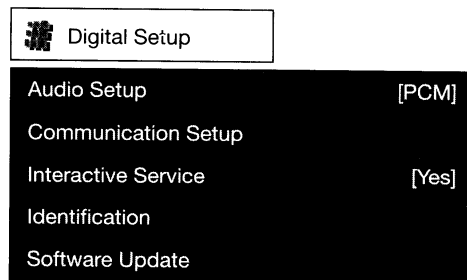 Digital Setup
Audio Setup [PCM]
Communication Setup
Interactive Service [Yes]
Identification
Software Update